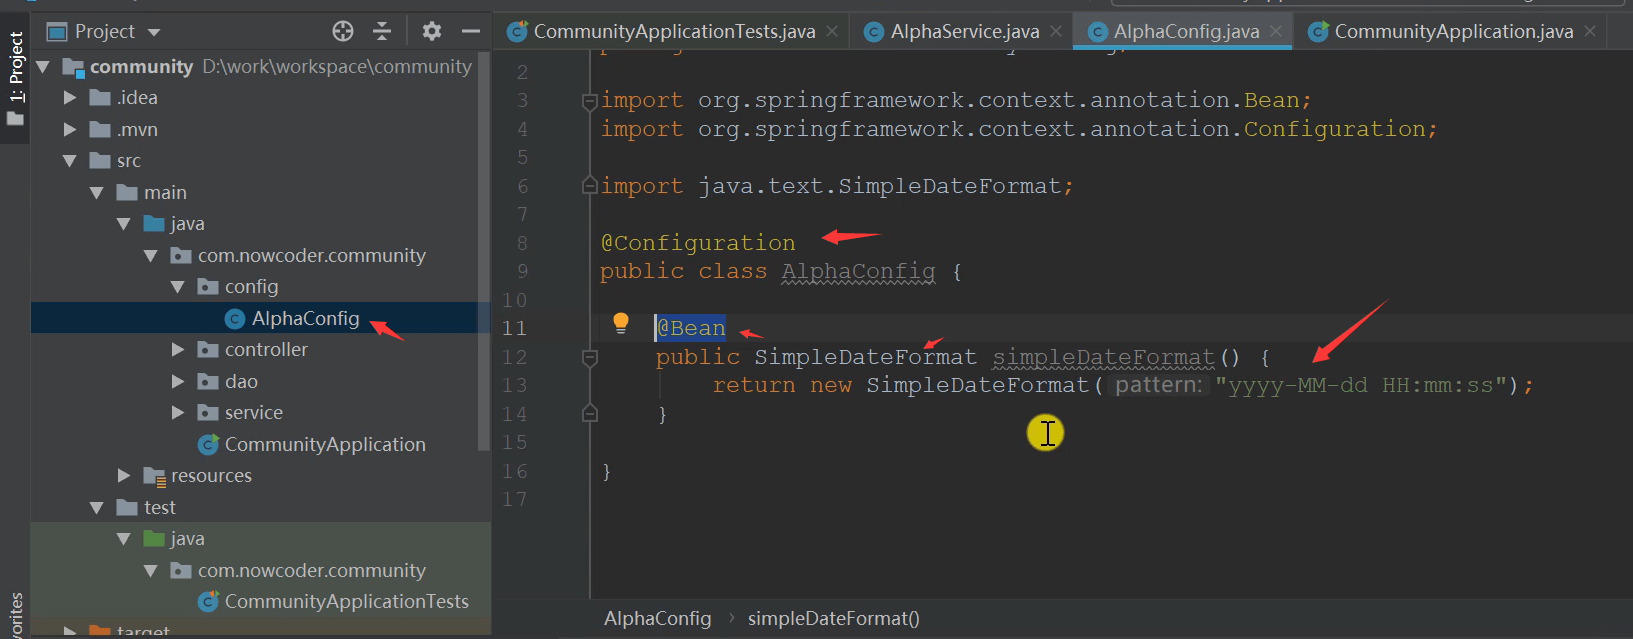 Project
1: Project
community D:\work\workspace\community
.idea
.mvn
src
main
java
com.nowcoder.community
config
AlphaConfig
controller
dao
service
CommunityApplication
resources
test
java
com.nowcoder.community
CommunityApplicationTests
target
CommunityApplicationTests.java
AlphaService.java
AlphaConfig.java
CommunityApplication.java
2
3 import org.springframework.context.annotation.Bean;
4 import org.springframework.context.annotation.Configuration;
5
6 import java.text.SimpleDateFormat;
7
8 @Configuration
9 public class AlphaConfig {
10
11 @Bean
12 public SimpleDateFormat simpleDateFormat() {
13 return new SimpleDateFormat( pattern: "yyyy-MM-dd HH:mm:ss");
14 }
15
16 }
17
AlphaConfig › simpleDateFormat()